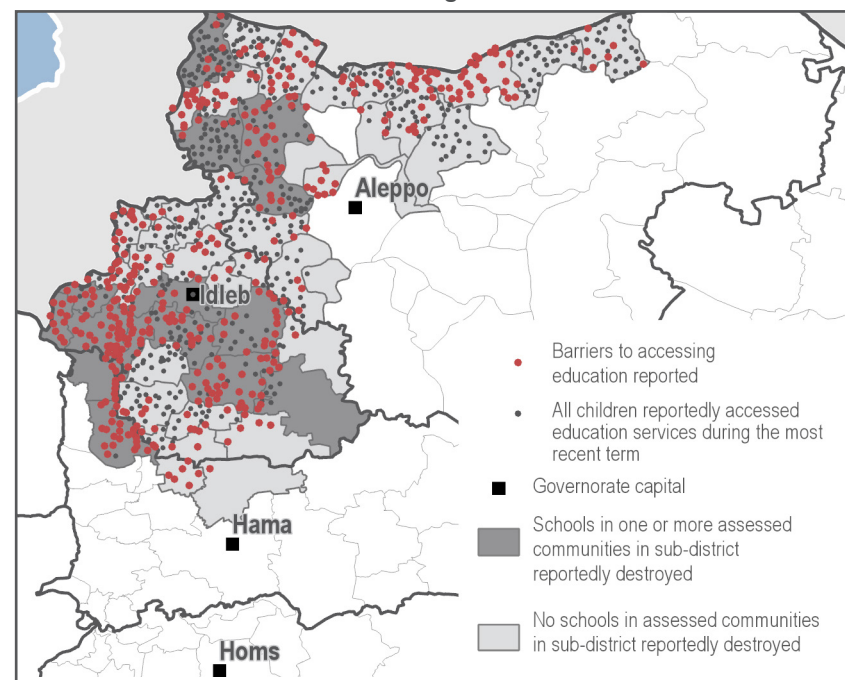 Aleppo
Idleb
Barriers to accessing
education reported
All children reportedly accessed
education services during the most
recent term
Governorate capital
Schools in one or more assessed
communities in sub-district
reportedly destroyed
No schools in assessed communities
in sub-district reportedly destroyed
Hama
Homs